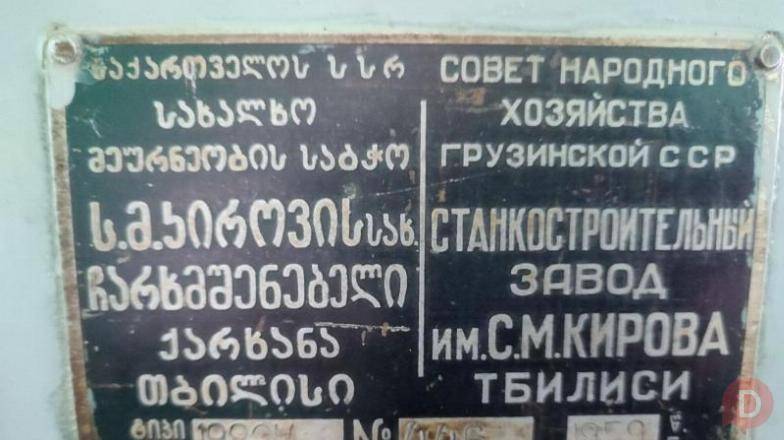 საქართველოს ს ს რ
სახალხო
მეურნეობის საბჭო
ს.მ.კიროვის სახ.
ჩარხმშენებელი
ქარხანა
თბილისი
СОВЕТ НАРОДНОГО
ХОЗЯЙСТВА
ГРУЗИНСКОЙ ССР
СТАНКОСТРОИТЕЛЬНЫЙ
ЗАВОД
ИМ.С.М.КИРОВА
ТБИЛИСИ
ტიპი №
D